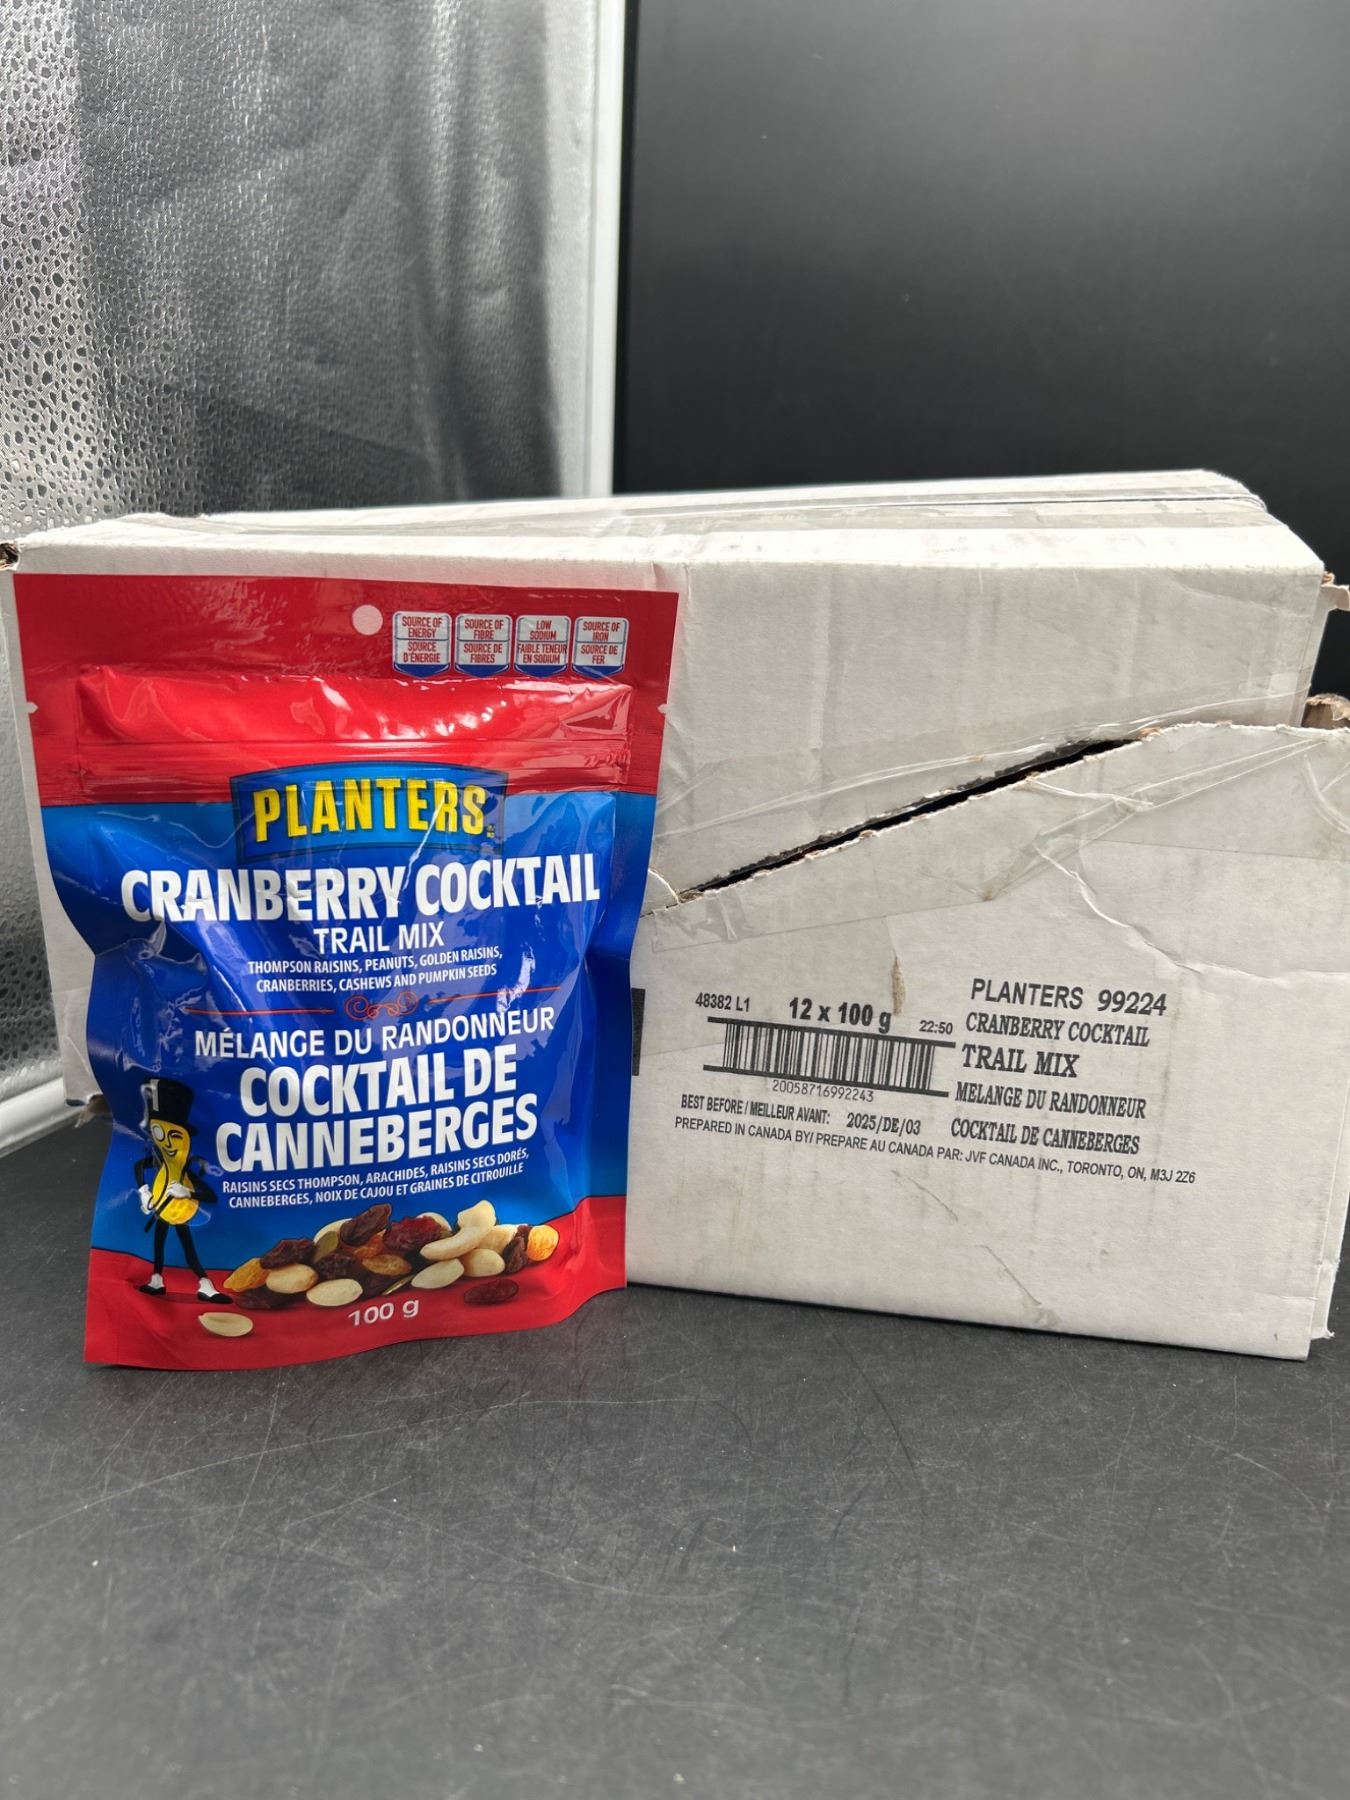 SOURCE OF
ENERGY
SOURCE
D'ÉNERGIE
SOURCE OF
FIBRE
SOURCE DE
FIBRES
LOW
SODIUM
FAIBLE TENEUR
EN SODIUM
SOURCE OF
IRON
SOURCE DE
FER
PLANTERS
CRANBERRY COCKTAIL
TRAIL MIX
THOMPSON RAISINS, PEANUTS, GOLDEN RAISINS,
CRANBERRIES, CASHEWS AND PUMPKIN SEEDS
MÉLANGE DU RANDONNEUR
COCKTAIL DE
CANNEBERGES
RAISINS SECS THOMPSON, ARACHIDES, RAISINS SECS DORÉS,
CANNEBERGES, NOIX DE CAJOU ET GRAINES DE CITROUILLE
100 g
48382 L1 12 x 100 g 22:50
20058716992243
PLANTERS 99224
CRANBERRY COCKTAIL
TRAIL MIX
MELANGE DU RANDONNEUR
COCKTAIL DE CANNEBERGES
BEST BEFORE / MEILLEUR AVANT: 2025/DE/03
PREPARED IN CANADA BY/ PREPARE AU CANADA PAR: JVF CANADA INC., TORONTO, ON, M3J 2Z6